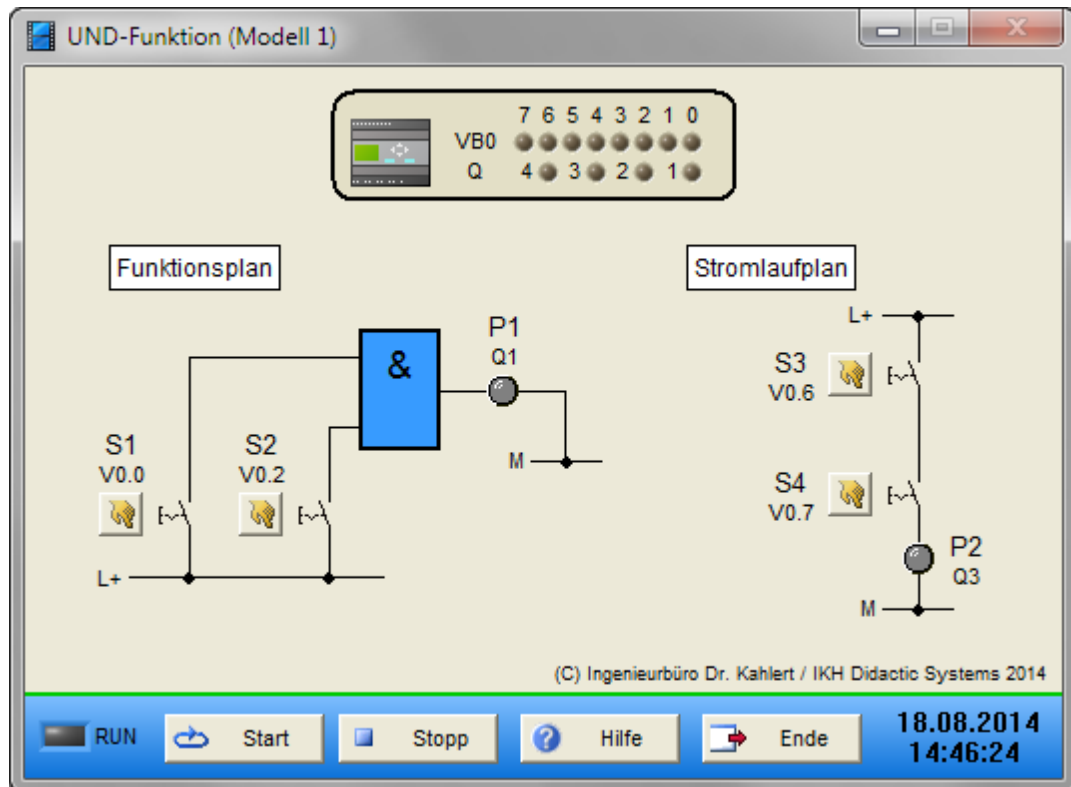 UND-Funktion (Modell 1)
7 6 5 4 3 2 1 0
VB0
Q 4 3 2 1
Funktionsplan
Stromlaufplan
&
P1
Q1
M
S1
V0.0
S2
V0.2
L+
L+
S3
V0.6
S4
V0.7
P2
Q3
M
(C) Ingenieurbüro Dr. Kahlert / IKH Didactic Systems 2014
RUN Start Stopp Hilfe Ende
18.08.2014
14:46:24